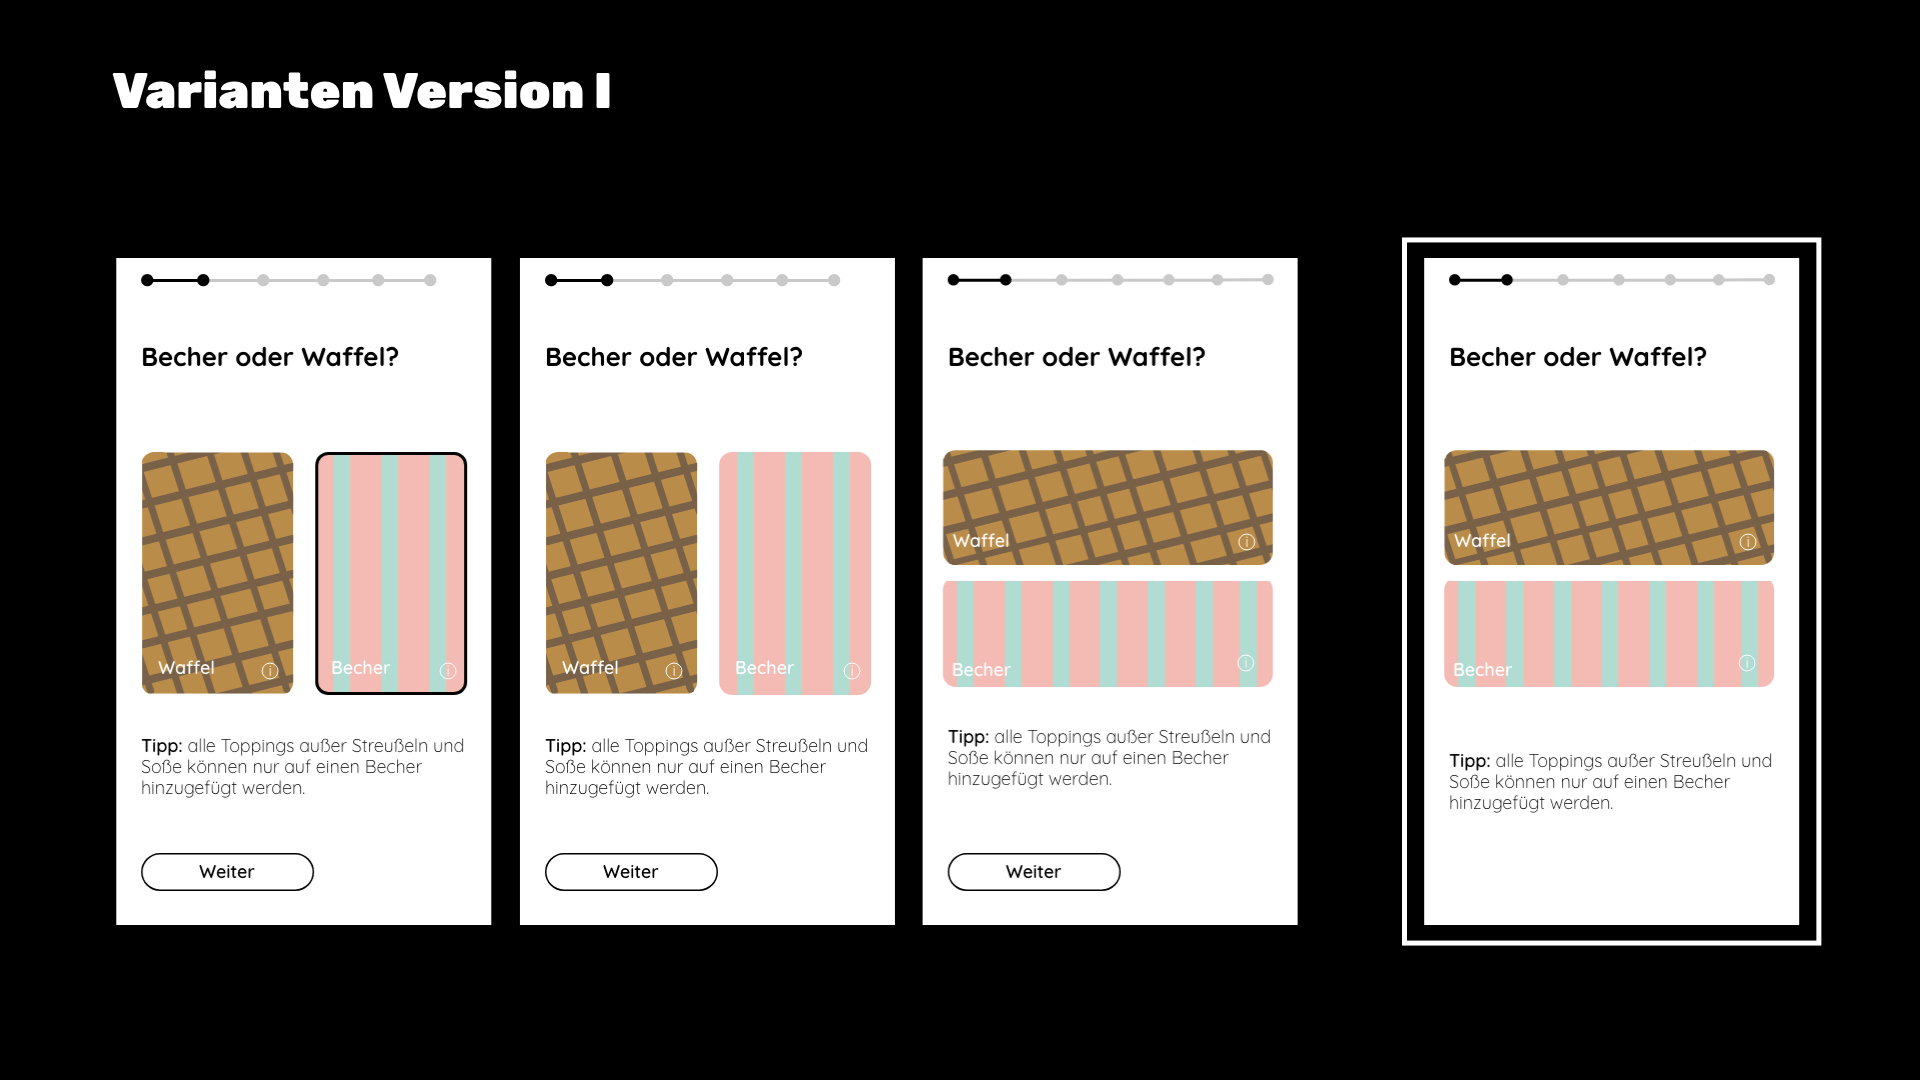 Varianten Version I
Becher oder Waffel?
Waffel
Becher
Tipp: alle Toppings außer Streußeln und
Soße können nur auf einen Becher
hinzugefügt werden.
Weiter
Becher oder Waffel?
Waffel
Becher
Tipp: alle Toppings außer Streußeln und
Soße können nur auf einen Becher
hinzugefügt werden.
Weiter
Becher oder Waffel?
Waffel
Becher
Tipp: alle Toppings außer Streußeln und
Soße können nur auf einen Becher
hinzugefügt werden.
Weiter
Becher oder Waffel?
Waffel
Becher
Tipp: alle Toppings außer Streußeln und
Soße können nur auf einen Becher
hinzugefügt werden.